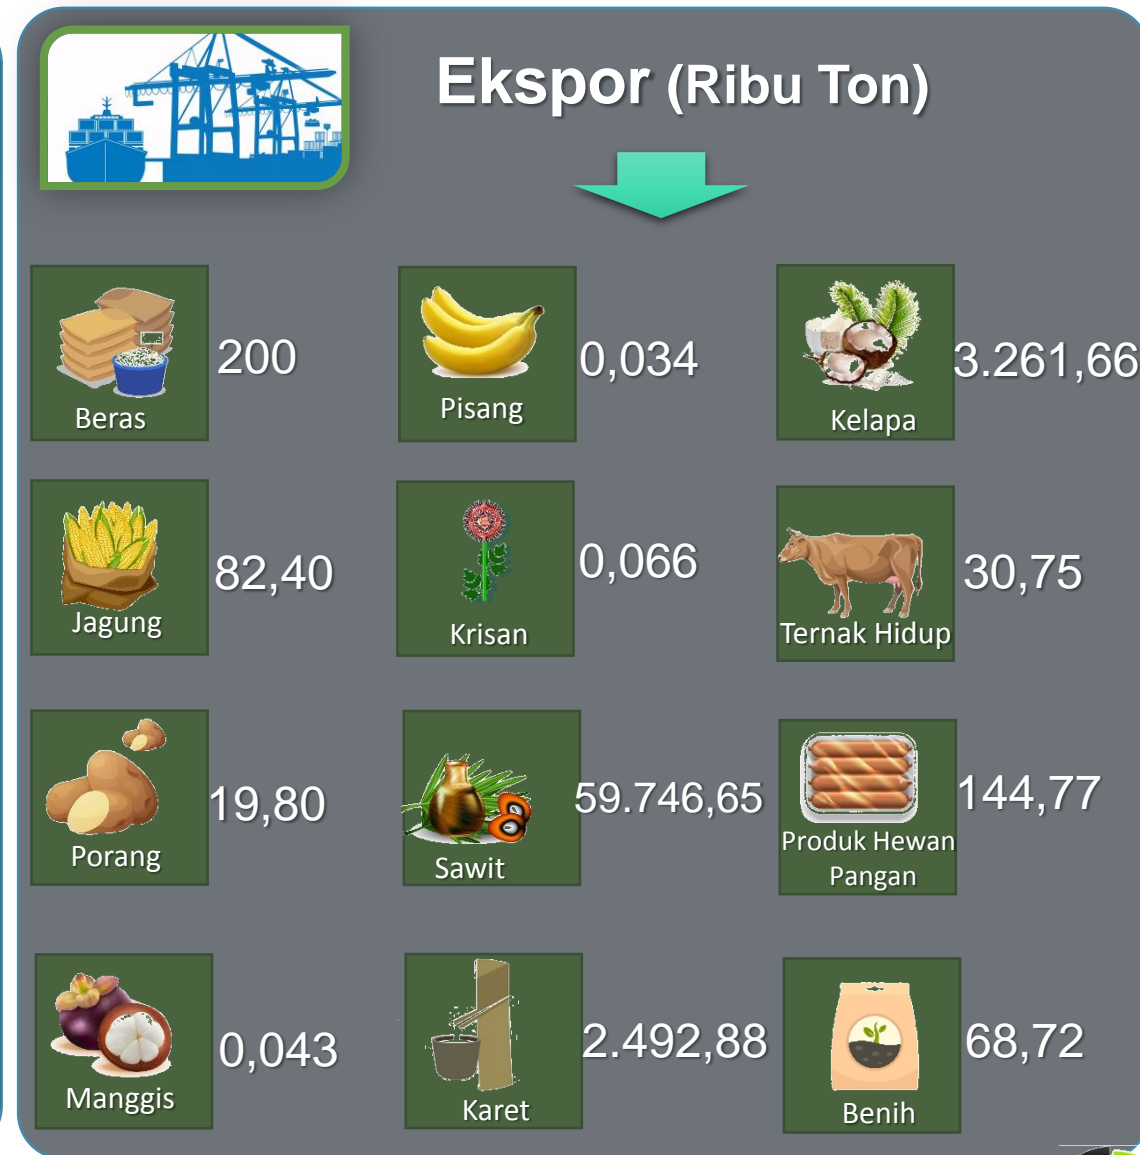 Ekspor (Ribu Ton)
Beras
200
Pisang
0,034
Kelapa
3.261,66
Jagung
82,40
Krisan
0,066
Ternak Hidup
30,75
Porang
19,80
Sawit
59.746,65
Produk Hewan
Pangan
144,77
Manggis
0,043
Karet
2.492,88
Benih
68,72